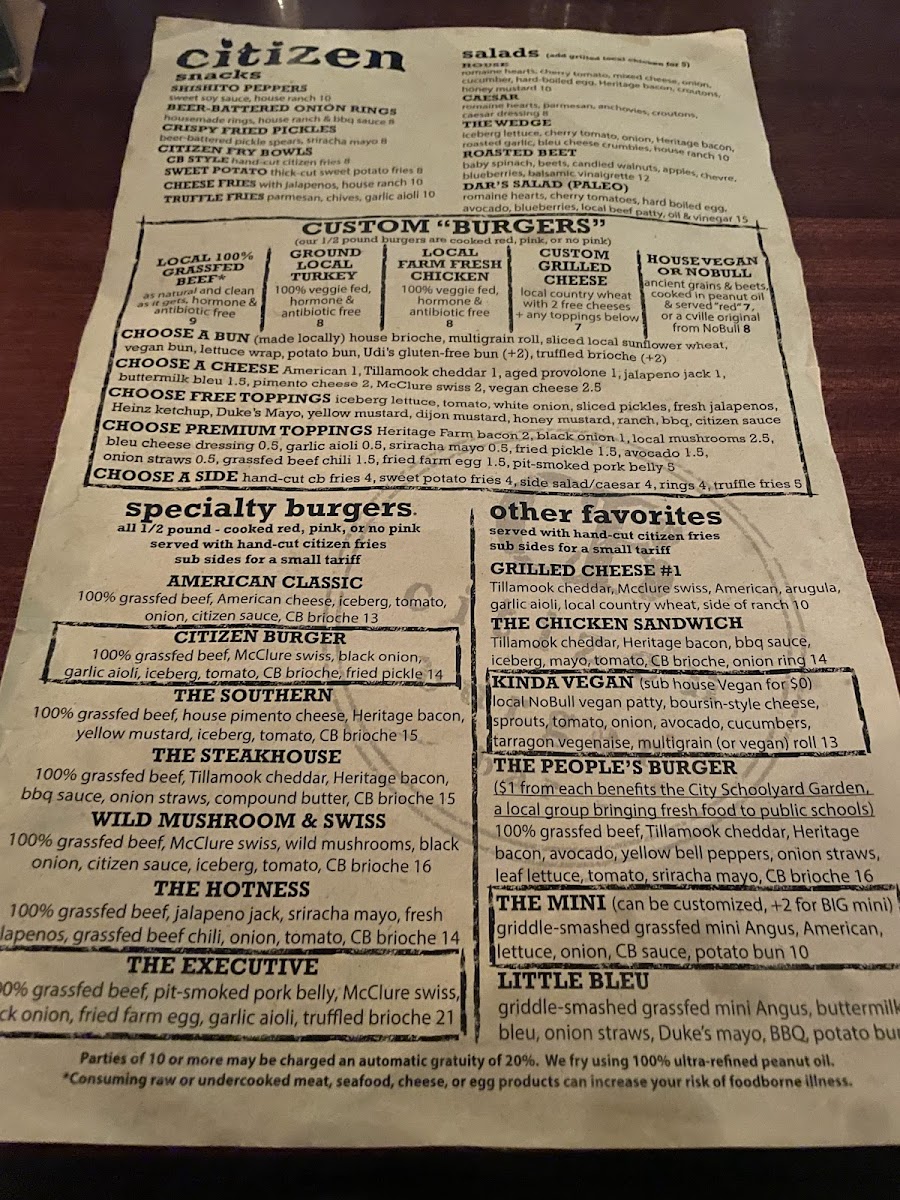 citizen
snacks
SHISHITO PEPPERS
sweet soy sauce, house ranch 10
BEER-BATTERED ONION RINGS
housemade rings, house ranch & bbq sauce 8
CRISPY FRIED PICKLES
beer-battered pickle spears, sriracha mayo 8
CITIZEN FRY BOWLS
CB STYLE hand-cut citizen fries 8
SWEET POTATO thick-cut sweet potato fries 8
CHEESE FRIES with jalapenos, house ranch 10
TRUFFLE FRIES parmesan, chives, garlic aioli 10
salads (add grilled local chicken for 5)
HOUSE
romaine hearts, cherry tomato, mixed cheese, onion,
cucumber, hard-boiled egg, Heritage bacon, croutons,
honey mustard 10
CAESAR
romaine hearts, parmesan, anchovies, croutons,
caesar dressing 8
THE WEDGE
iceberg lettuce, cherry tomato, onion, Heritage bacon,
roasted garlic, bleu cheese crumbles, house ranch 10
ROASTED BEET
baby spinach, beets, candied walnuts, apples, chevre,
blueberries, balsamic vinaigrette 12
DAR'S SALAD (PALEO)
romaine hearts, cherry tomatoes, hard boiled egg,
avocado, blueberries, local beef patty, oil & vinegar 15
CUSTOM "BURGERS"
(our 1/2 pound burgers are cooked red, pink, or no pink)
LOCAL 100%
GRASSFED
BEEF*
as natural and clean
as it gets, hormone &
antibiotic free
9
GROUND
LOCAL
TURKEY
100% veggie fed,
hormone &
antibiotic free
8
LOCAL
FARM FRESH
CHICKEN
100% veggie fed,
hormone &
antibiotic free
8
CUSTOM
GRILLED
CHEESE
local country wheat
with 2 free cheeses
+ any toppings below
7
HOUSEVEGAN
OR NOBULL
ancient grains & beets,
cooked in peanut oil
& served "red" 7,
or a cville original
from NoBull 8
CHOOSE A BUN (made locally) house brioche, multigrain roll, sliced local sunflower wheat,
vegan bun, lettuce wrap, potato bun, Udi's gluten-free bun (+2), truffled brioche (+2)
CHOOSE A CHEESE American 1, Tillamook cheddar 1, aged provolone 1, jalapeno jack 1,
buttermilk bleu 1.5, pimento cheese 2, McClure swiss 2, vegan cheese 2.5
CHOOSE FREE TOPPINGS iceberg lettuce, tomato, white onion, sliced pickles, fresh jalapenos,
Heinz ketchup, Duke's Mayo, yellow mustard, dijon mustard, honey mustard, ranch, bbq, citizen sauce
CHOOSE PREMIUM TOPPINGS Heritage Farm bacon 2, black onion 1, local mushrooms 2.5,
bleu cheese dressing 0.5, garlic aioli 0.5, sriracha mayo 0.5, fried pickle 1.5, avocado 1.5,
onion straws 0.5, grassfed beef chili 1.5, fried farm egg 1.5, pit-smoked pork belly 5
CHOOSE A SIDE hand-cut cb fries 4, sweet potato fries 4, side salad/caesar 4, rings 4, truffle fries 5
specialty burgers.
all 1/2 pound - cooked red, pink, or no pink
served with hand-cut citizen fries
sub sides for a small tariff
AMERICAN CLASSIC
100% grassfed beef, American cheese, iceberg, tomato,
onion, citizen sauce, CB brioche 13
CITIZEN BURGER
100% grassfed beef, McClure swiss, black onion,
garlic aioli, iceberg, tomato, CB brioche, fried pickle 14
THE SOUTHERN
100% grassfed beef, house pimento cheese, Heritage bacon,
yellow mustard, iceberg, tomato, CB brioche 15
THE STEAKHOUSE
100% grassfed beef, Tillamook cheddar, Heritage bacon,
bbq sauce, onion straws, compound butter, CB brioche 15
WILD MUSHROOM & SWISS
100% grassfed beef, McClure swiss, wild mushrooms, black
onion, citizen sauce, iceberg, tomato, CB brioche 16
THE HOTNESS
100% grassfed beef, jalapeno jack, sriracha mayo, fresh
lapenos, grassfed beef chili, onion, tomato, CB brioche 14
THE EXECUTIVE
00% grassfed beef, pit-smoked pork belly, McClure swiss,
ck onion, fried farm egg, garlic aioli, truffled brioche 21
other favorites
served with hand-cut citizen fries
sub sides for a small tariff
GRILLED CHEESE #1
Tillamook cheddar, Mcclure swiss, American, arugula,
garlic aioli, local country wheat, side of ranch 10
THE CHICKEN SANDWICH
Tillamook cheddar, Heritage bacon, bbq sauce,
iceberg, mayo, tomato, CB brioche, onion ring 14
KINDA VEGAN (sub house Vegan for $0)
local NoBull vegan patty, boursin-style cheese,
sprouts, tomato, onion, avocado, cucumbers,
tarragon vegenaise, multigrain (or vegan) roll 13
THE PEOPLE'S BURGER
($1 from each benefits the City Schoolyard Garden,
a local group bringing fresh food to public schools)
100% grassfed beef, Tillamook cheddar, Heritage
bacon, avocado, yellow bell peppers, onion straws,
leaf lettuce, tomato, sriracha mayo, CB brioche 16
THE MINI (can be customized, +2 for BIG mini)
griddle-smashed grassfed mini Angus, American,
lettuce, onion, CB sauce, potato bun 10
LITTLE BLEU
griddle-smashed grassfed mini Angus, buttermilk
bleu, onion straws, Duke's mayo, BBQ, potato bu
Parties of 10 or more may be charged an automatic gratuity of 20%. We fry using 100% ultra-refined peanut oil.
*Consuming raw or undercooked meat, seafood, cheese, or egg products can increase your risk of foodborne illness.